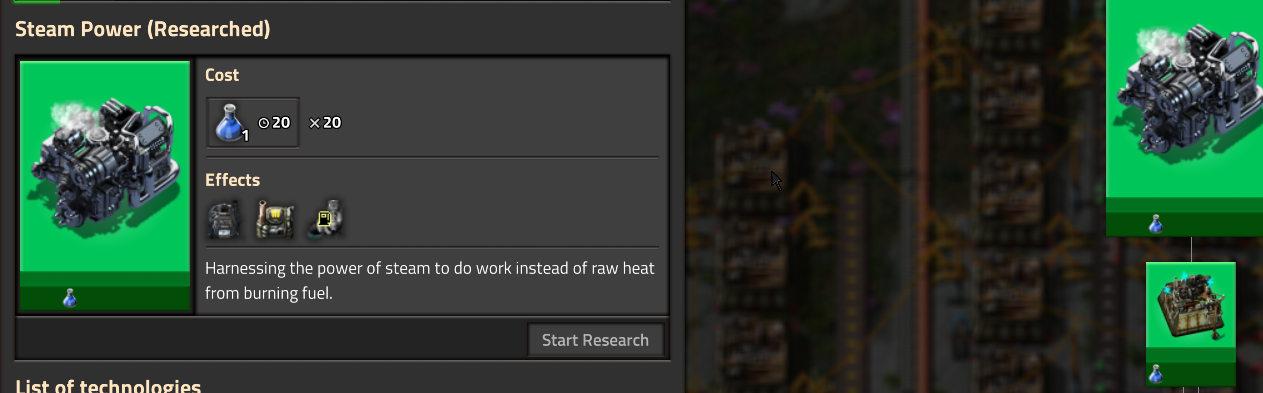 Steam Power (Researched)
Cost
1 20 ×20
Effects
Harnessing the power of steam to do work instead of raw heat
from burning fuel.
Start Research
List of technologies